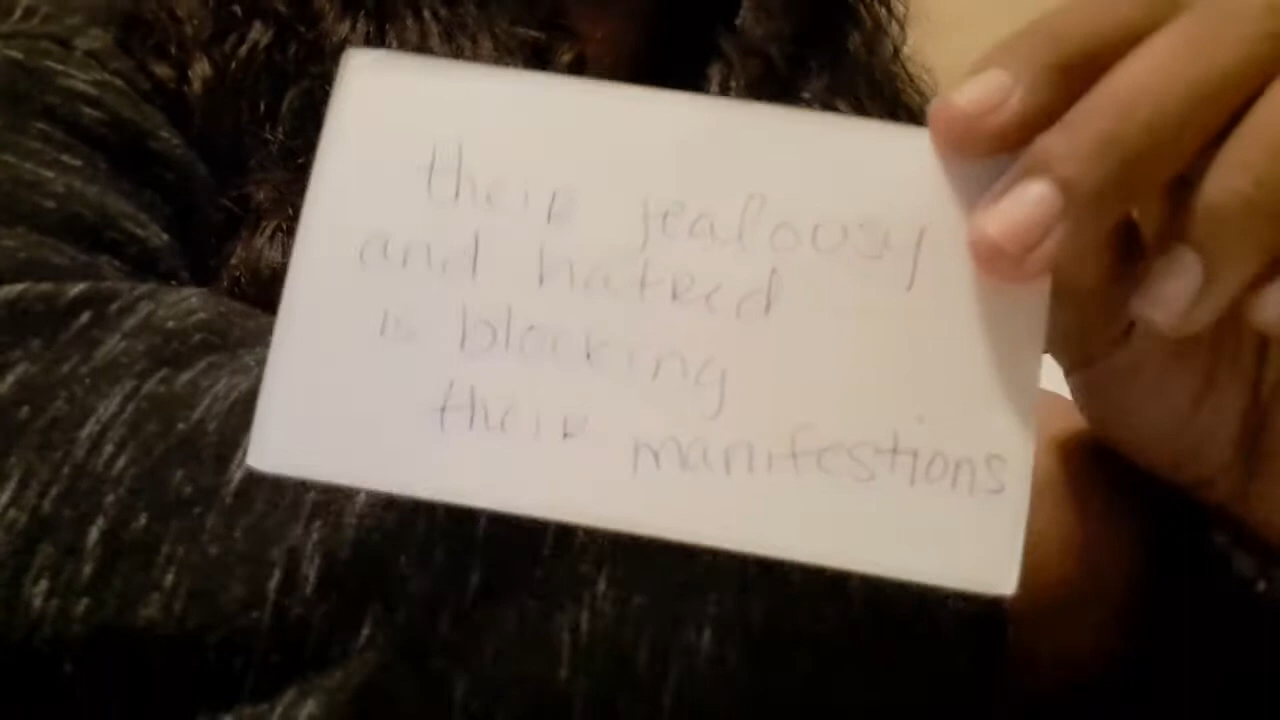 their jealousy
and hatred
is blocking
their manifestions